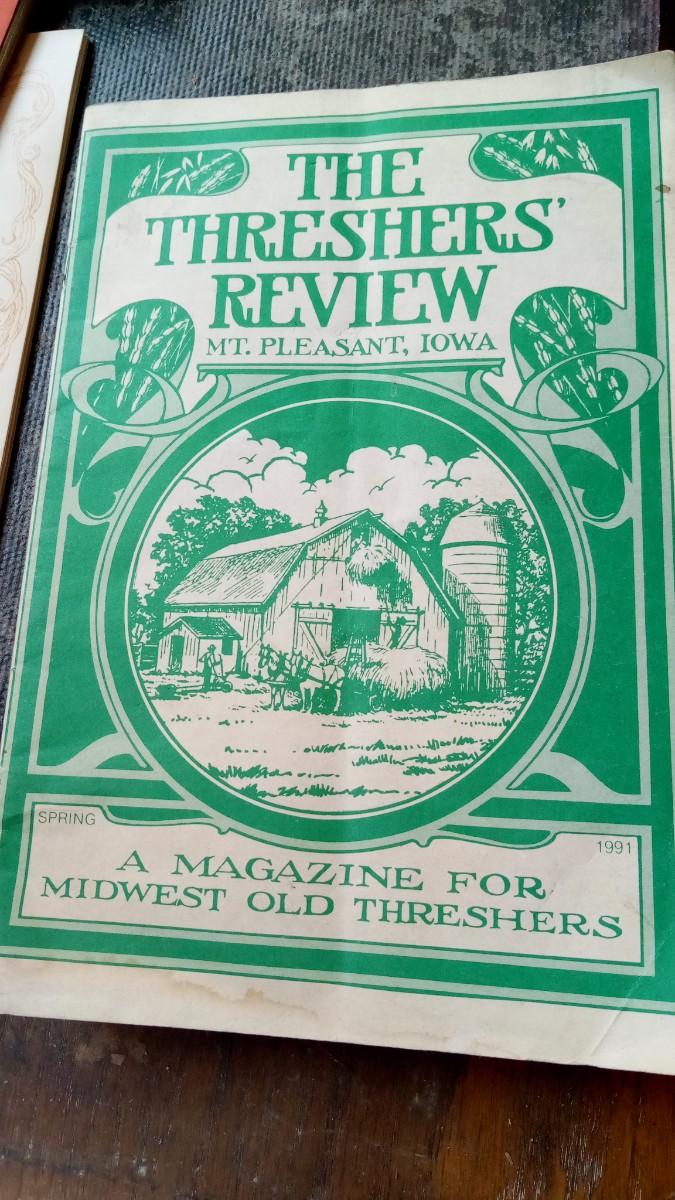 THE
THRESHERS'
REVIEW
MT. PLEASANT, IOWA
SPRING
1991
A MAGAZINE FOR
MIDWEST OLD THRESHERS